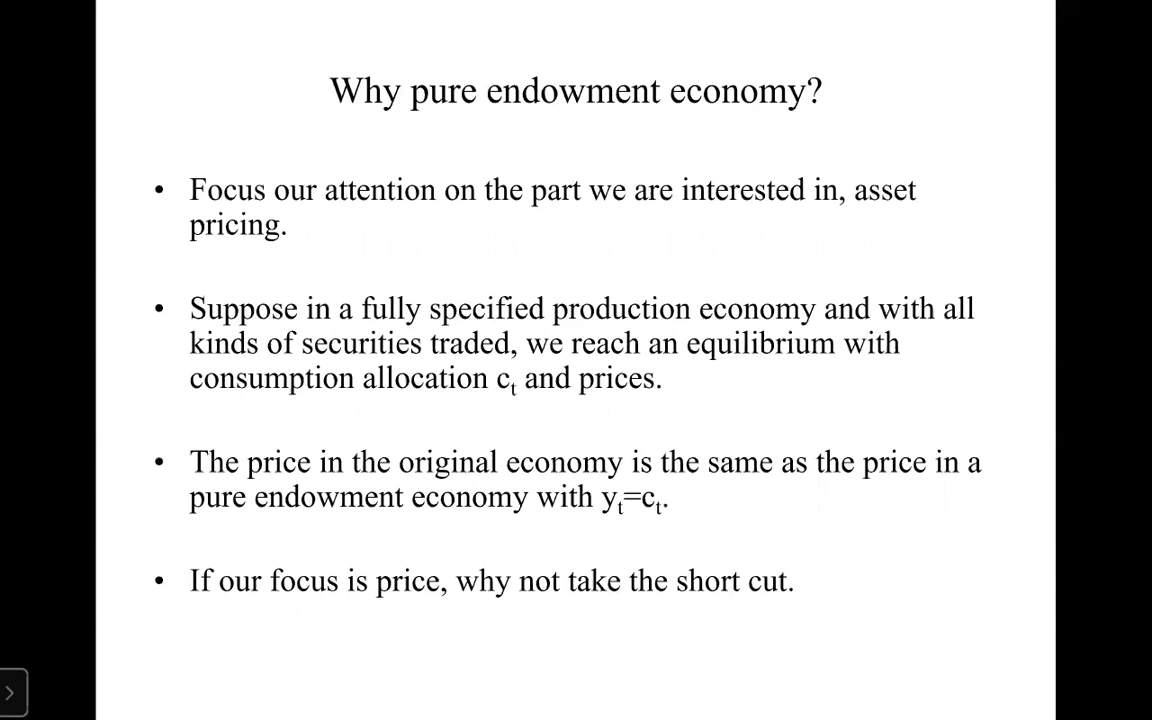 Why pure endowment economy?
• Focus our attention on the part we are interested in, asset
pricing.
• Suppose in a fully specified production economy and with all
kinds of securities traded, we reach an equilibrium with
consumption allocation cₜ and prices.
• The price in the original economy is the same as the price in a
pure endowment economy with yₜ=cₜ.
• If our focus is price, why not take the short cut.